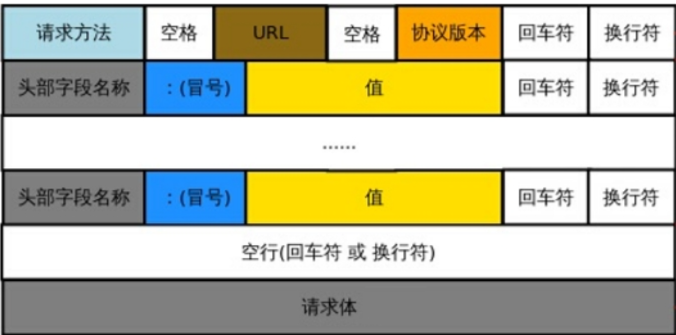 请求方法 空格 URL 空格 协议版本 回车符 换行符
头部字段名称 :(冒号) 值 回车符 换行符
......
头部字段名称 :(冒号) 值 回车符 换行符
空行(回车符 或 换行符)
请求体